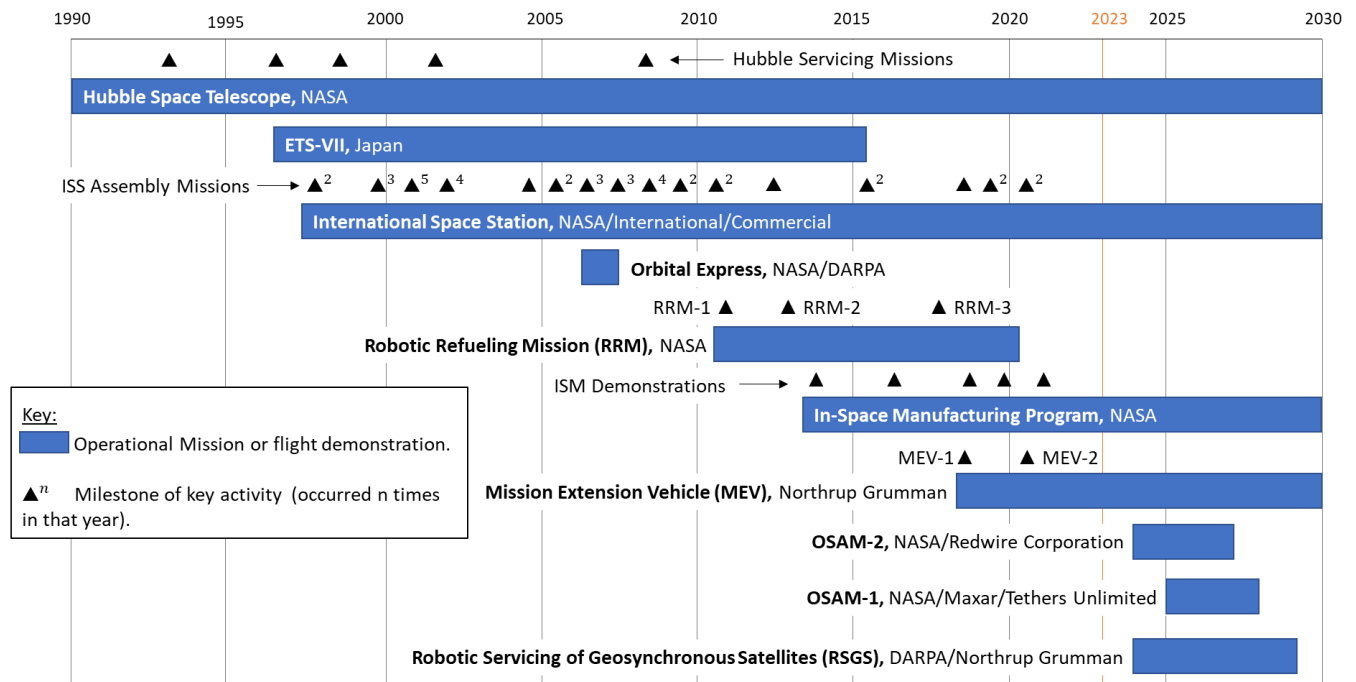 1990 1995 2000 2005 2010 2015 2020 2023 2025 2030
Hubble Servicing Missions
Hubble Space Telescope, NASA
ETS-VII, Japan
ISS Assembly Missions ▲² ▲³ ▲⁵ ▲⁴ ▲ ▲² ▲³ ▲³ ▲⁴ ▲² ▲² ▲ ▲² ▲ ▲² ▲²
International Space Station, NASA/International/Commercial
Orbital Express, NASA/DARPA
RRM-1 RRM-2 RRM-3
Robotic Refueling Mission (RRM), NASA
ISM Demonstrations
In-Space Manufacturing Program, NASA
Key:
Operational Mission or flight demonstration.
▲ⁿ Milestone of key activity (occurred n times
in that year).
MEV-1 MEV-2
Mission Extension Vehicle (MEV), Northrup Grumman
OSAM-2, NASA/Redwire Corporation
OSAM-1, NASA/Maxar/Tethers Unlimited
Robotic Servicing of Geosynchronous Satellites (RSGS), DARPA/Northrup Grumman